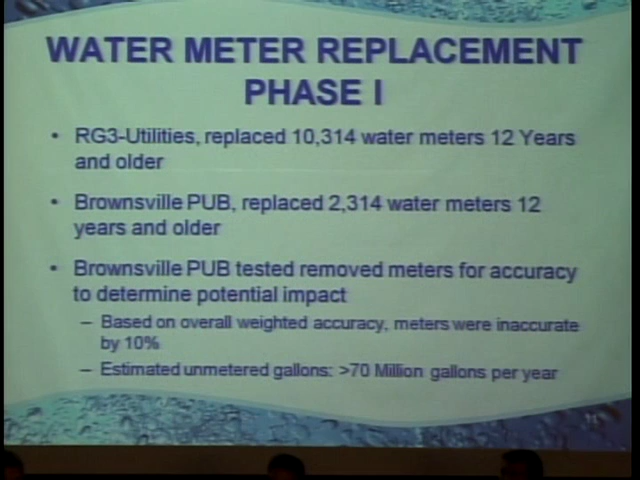 WATER METER REPLACEMENT
PHASE I
• RG3-Utilities, replaced 10,314 water meters 12 Years
and older
• Brownsville PUB, replaced 2,314 water meters 12
years and older
• Brownsville PUB tested removed meters for accuracy
to determine potential impact
– Based on overall weighted accuracy, meters were inaccurate
by 10%
– Estimated unmetered gallons: >70 Million gallons per year